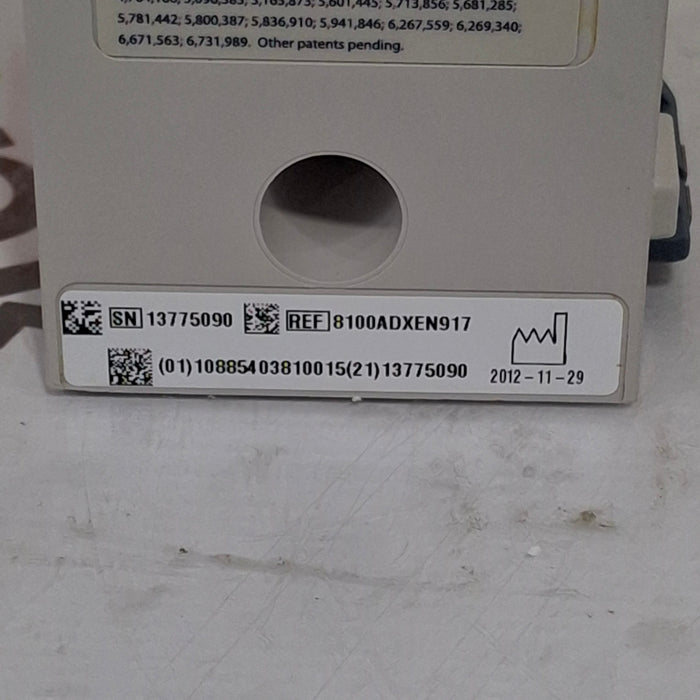 5,781,442; 5,800,387; 5,836,910; 5,941,846; 6,267,559; 6,269,340;
6,671,563; 6,731,989. Other patents pending.
SN 13775090 REF 8100ADXEN917
(01)10885403810015(21)13775090
2012-11-29